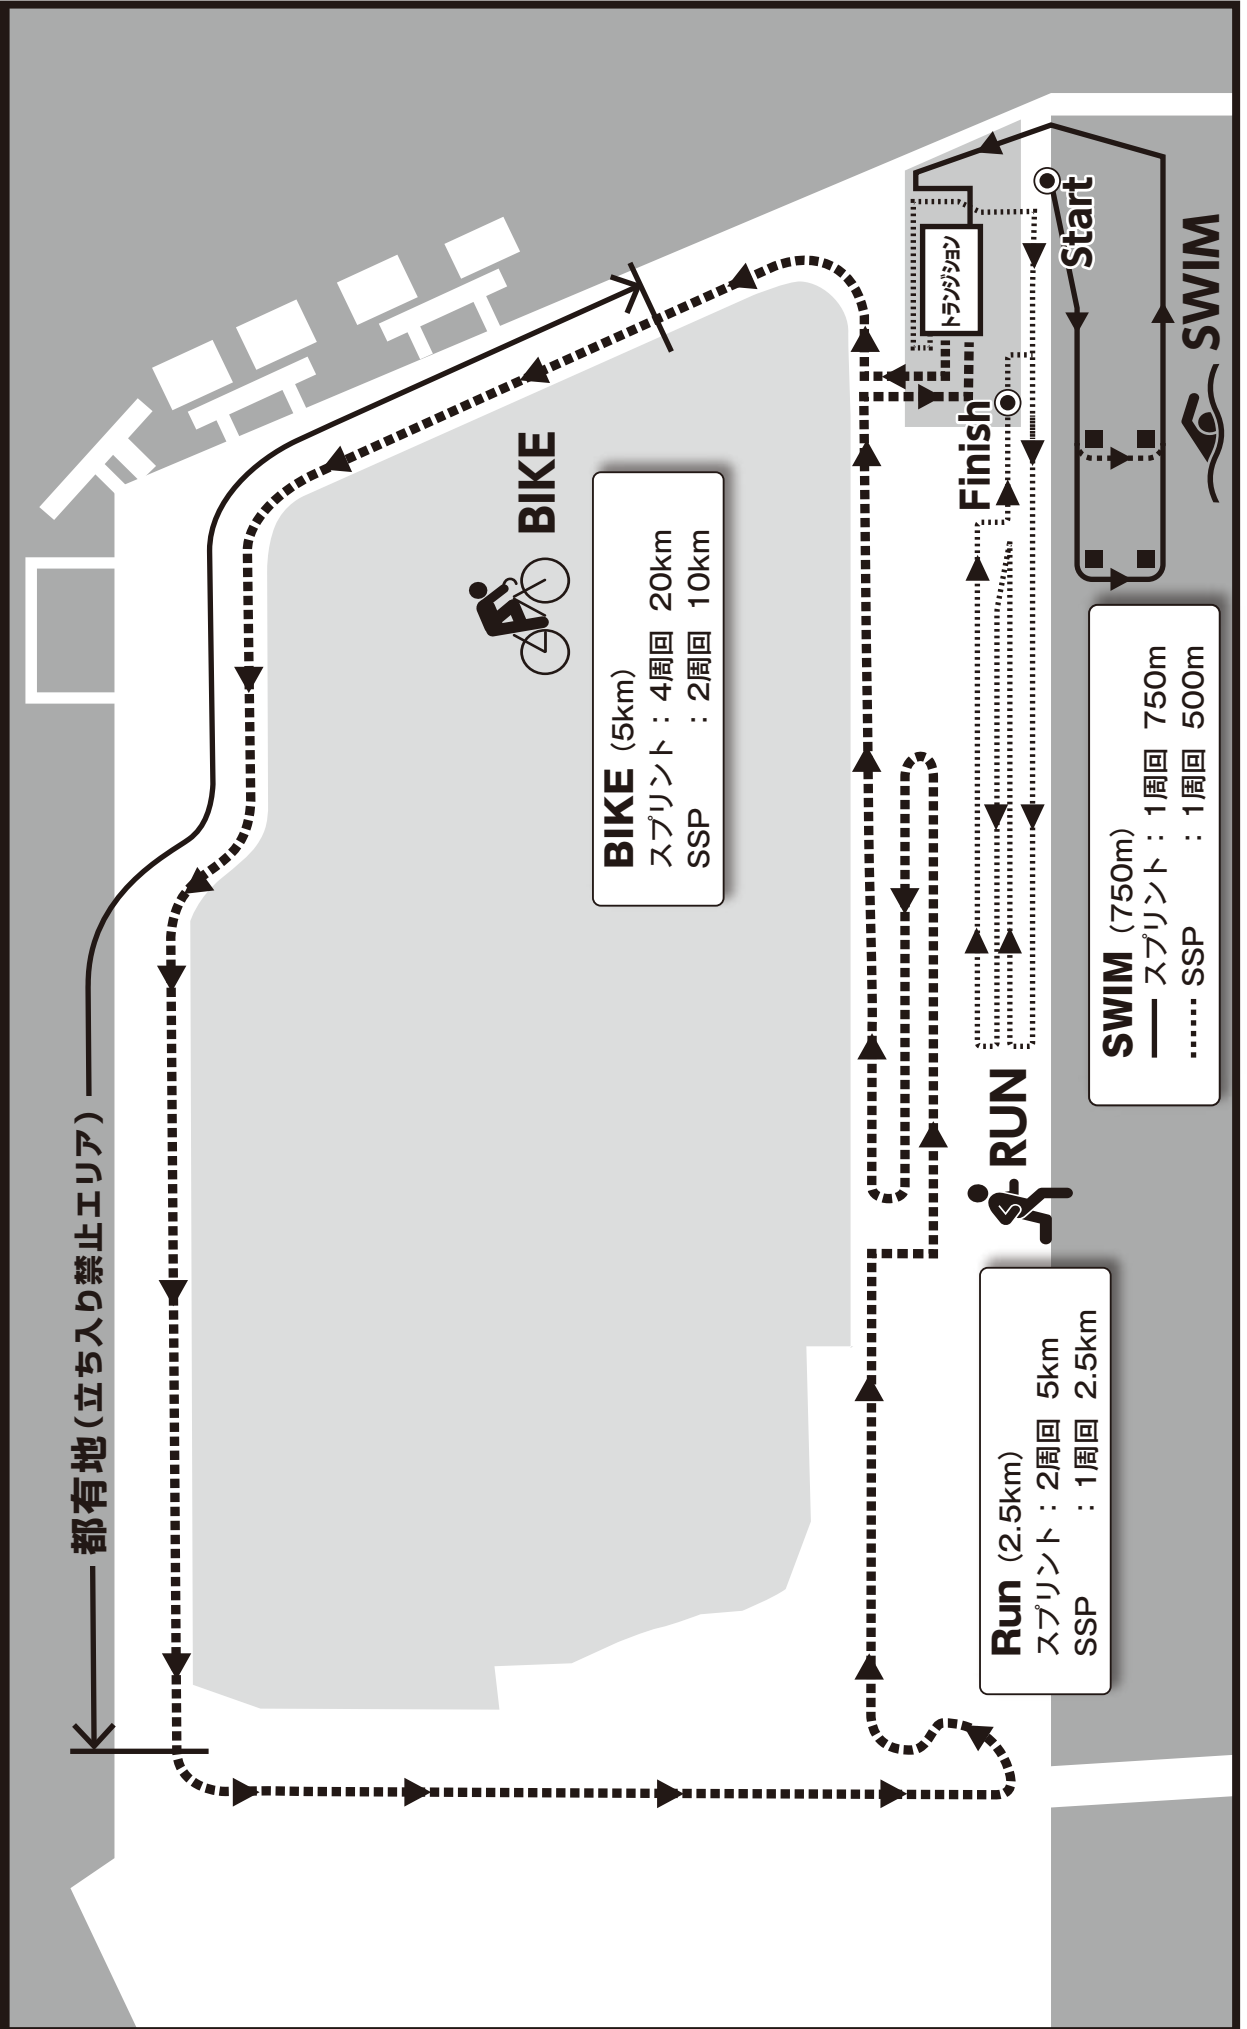 都有地(立ち入り禁止エリア)
BIKE
BIKE (5km)
スプリント：4周回 20km
SSP ：2周回 10km
トランジション
Start
Finish
SWIM
RUN
SWIM (750m)
スプリント：1周回 750m
SSP ：1周回 500m
Run (2.5km)
スプリント：2周回 5km
SSP ：1周回 2.5km